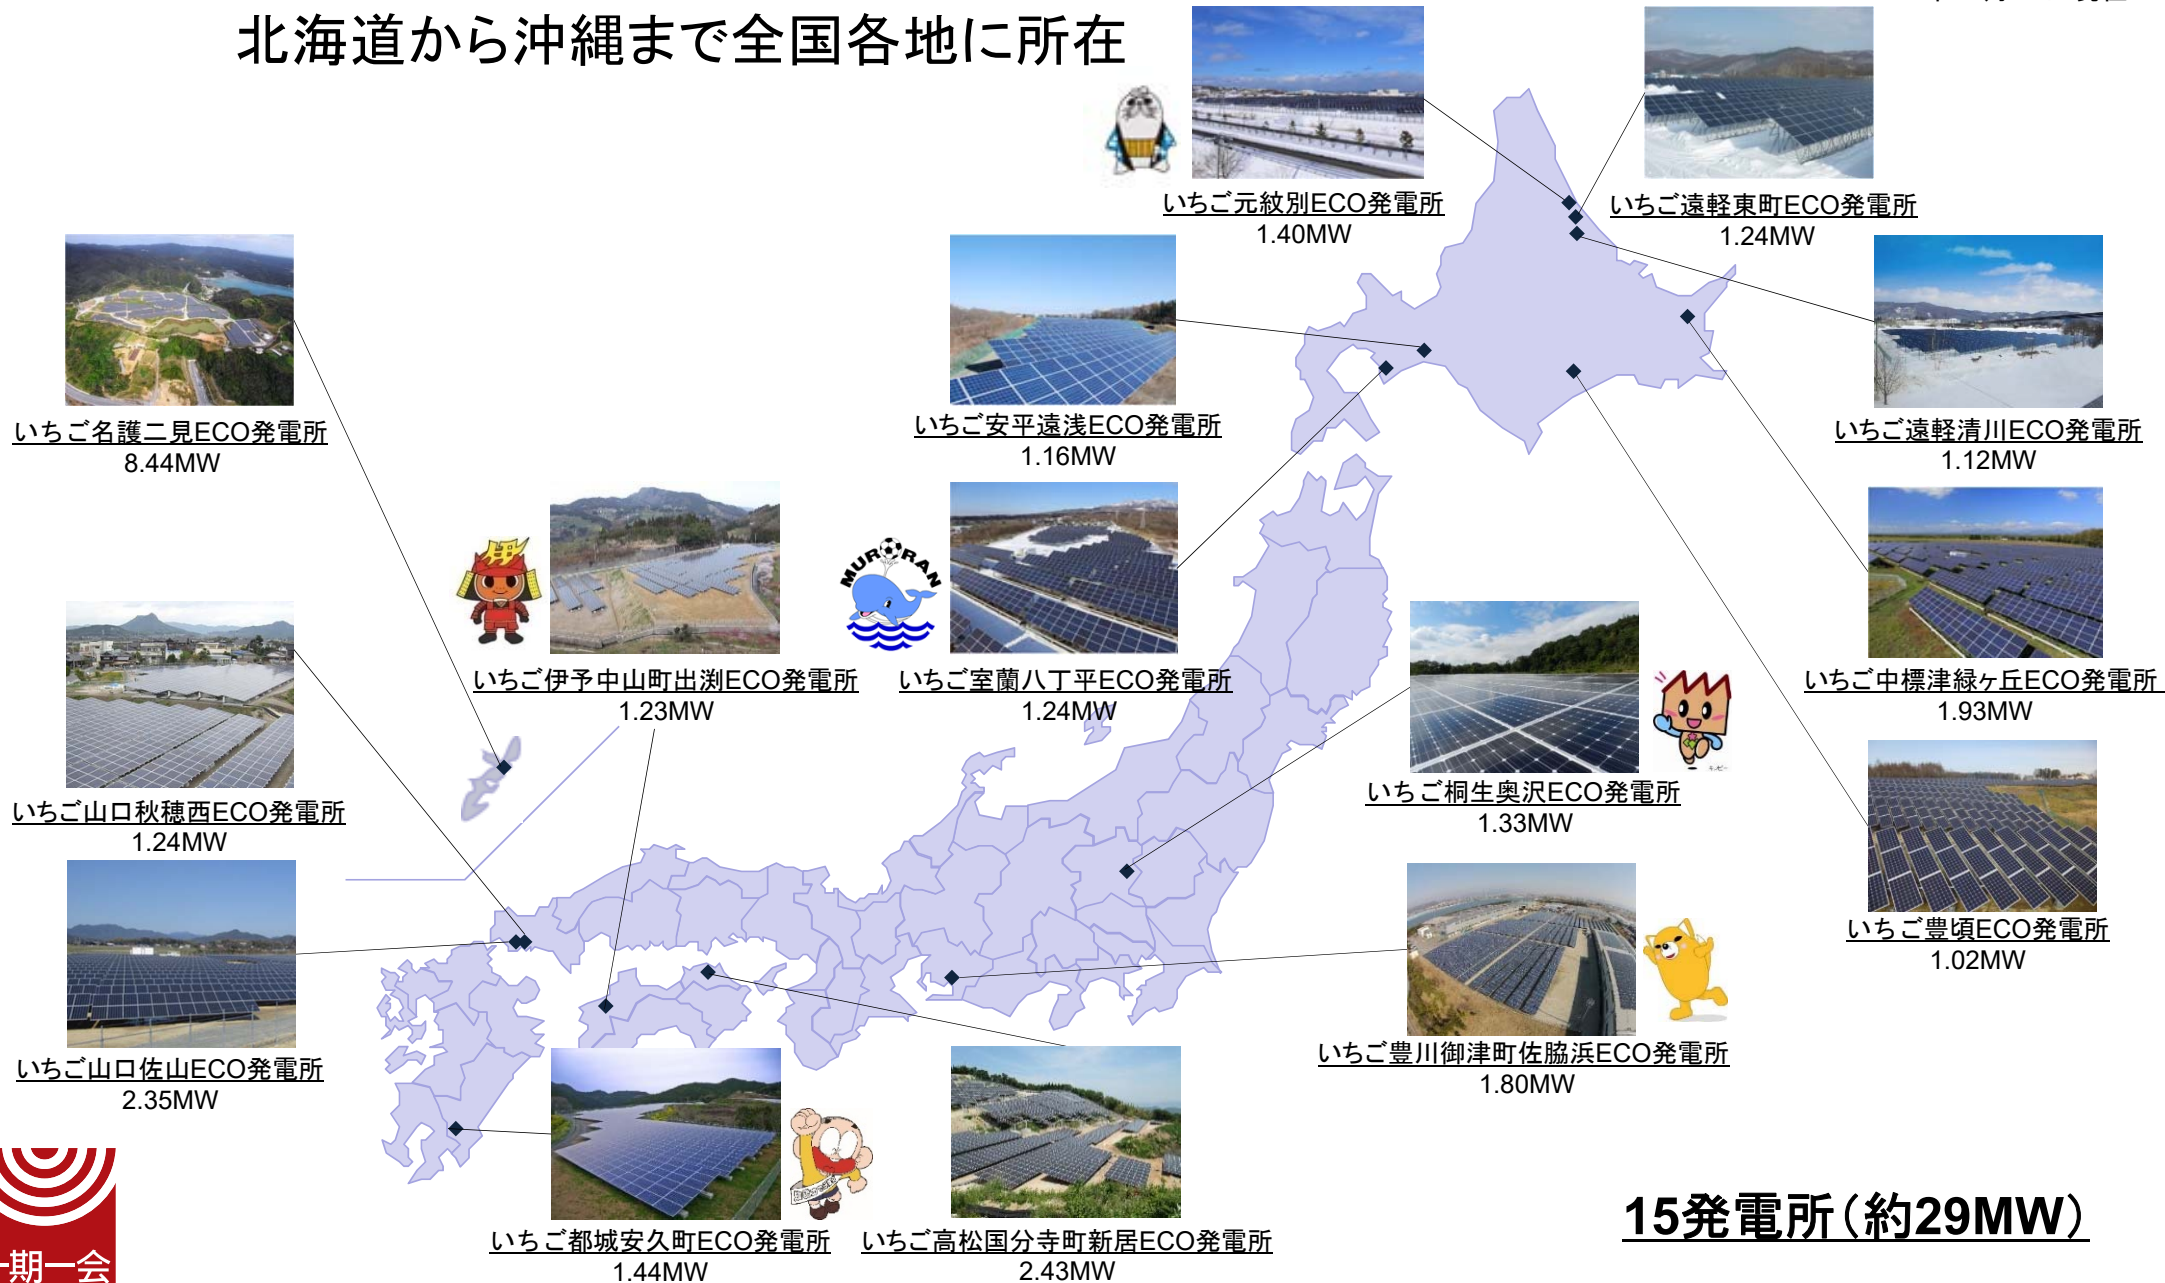 北海道から沖縄まで全国各地に所在
いちご元紋別ECO発電所
1.40MW
いちご遠軽東町ECO発電所
1.24MW
いちご名護二見ECO発電所
8.44MW
いちご安平遠浅ECO発電所
1.16MW
いちご遠軽清川ECO発電所
1.12MW
いちご伊予中山町出渕ECO発電所
1.23MW
MURORAN
いちご室蘭八丁平ECO発電所
1.24MW
いちご中標津緑ヶ丘ECO発電所
1.93MW
いちご山口秋穂西ECO発電所
1.24MW
いちご桐生奥沢ECO発電所
1.33MW
いちご豊頃ECO発電所
1.02MW
いちご山口佐山ECO発電所
2.35MW
いちご豊川御津町佐脇浜ECO発電所
1.80MW
いちご都城安久町ECO発電所
1.44MW
いちご高松国分寺町新居ECO発電所
2.43MW
15発電所（約29MW）
一期一会